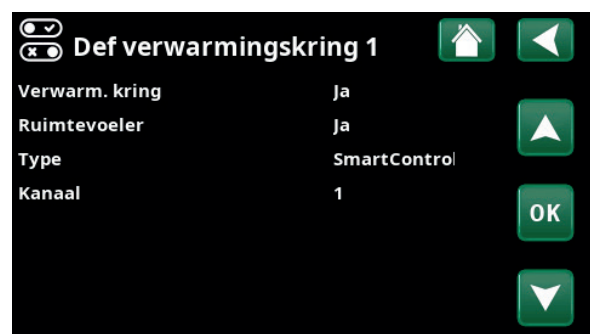 Def verwarmingskring 1
Verwarm. kring Ja
Ruimtevoeler Ja
Type SmartControl
Kanaal 1
OK